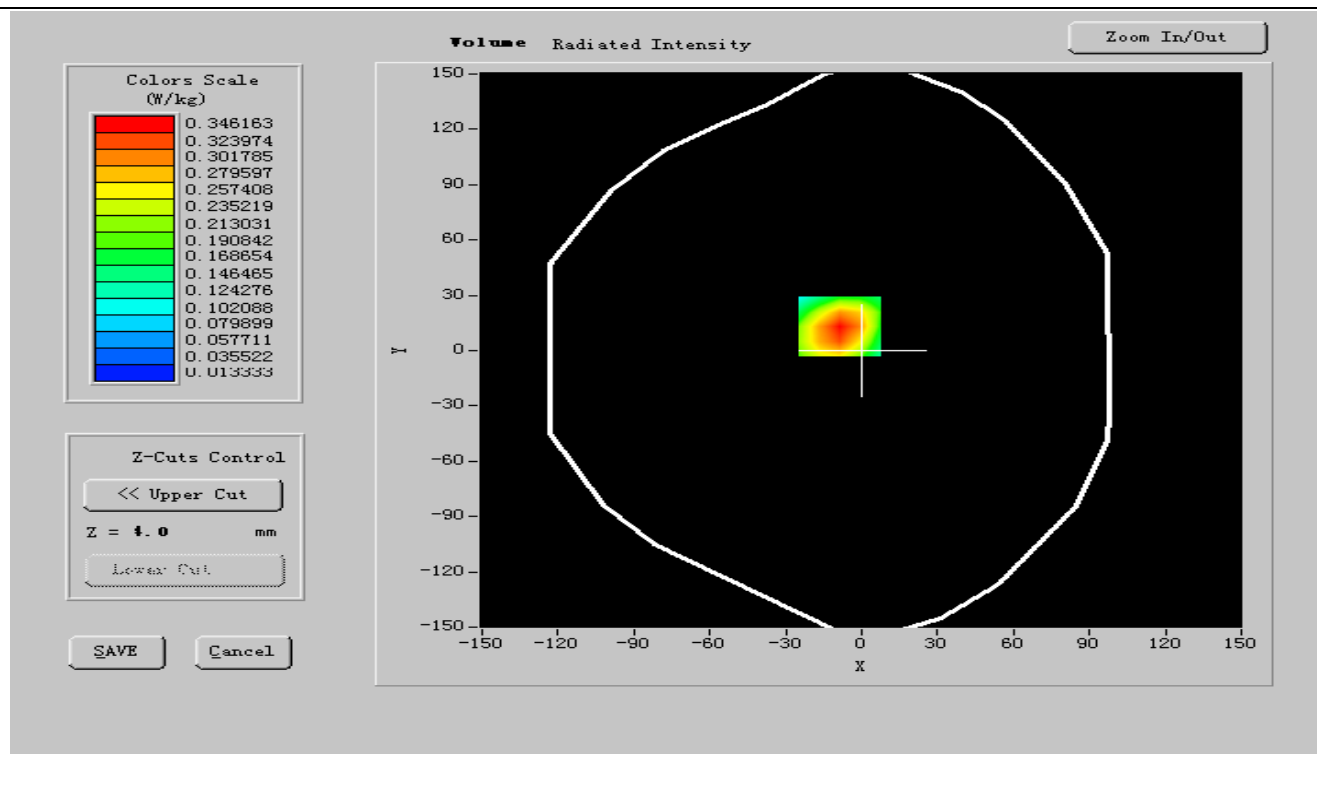 Volume Radiated Intensity
Zoom In/Out
Colors Scale
(W/kg)
0.346163
0.323974
0.301785
0.279597
0.257408
0.235219
0.213031
0.190842
0.168654
0.146465
0.124276
0.102088
0.079899
0.057711
0.035522
0.013333
Z-Cuts Control
<< Upper Cut
Z = 4.0 mm
Lower Cut
SAVE
Cancel
150
120
90
60
30
0
-30
-60
-90
-120
-150
Y
-150 -120 -90 -60 -30 0 30 60 90 120 150
X